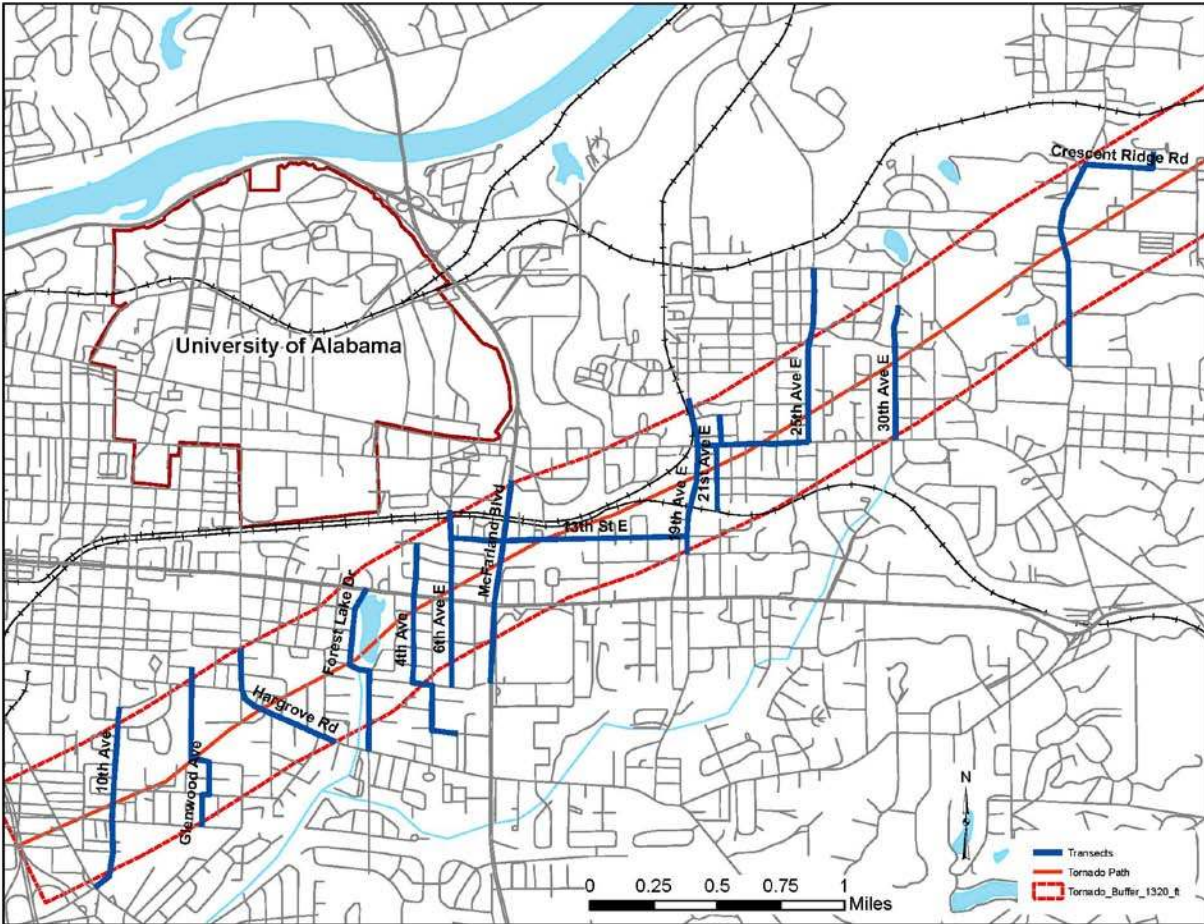 Crescent Ridge Rd
University of Alabama
25th Ave E
30th Ave E
21st Ave E
19th Ave E
McFarland Blvd
13th St E
Forest Lake Dr
4th Ave
6th Ave E
Hargrove Rd
10th Ave
Glenwood Ave
N
Transects
Tornado Path
Tornado_Buffer_1320_ft
0 0.25 0.5 0.75 1
Miles